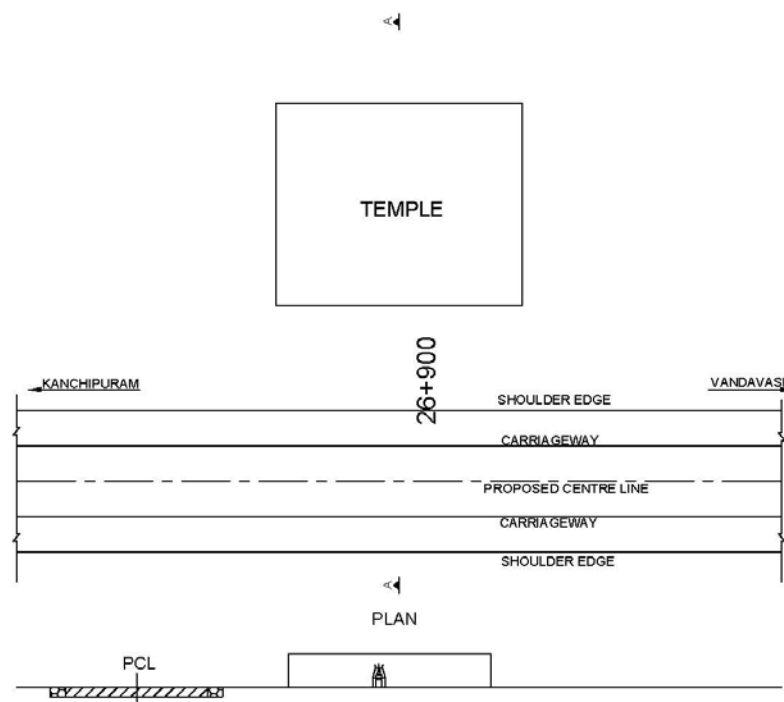 A
TEMPLE
26+900
KANCHIPURAM
VANDAVASI
SHOULDER EDGE
CARRIAGEWAY
PROPOSED CENTRE LINE
CARRIAGEWAY
SHOULDER EDGE
A
PLAN
PCL